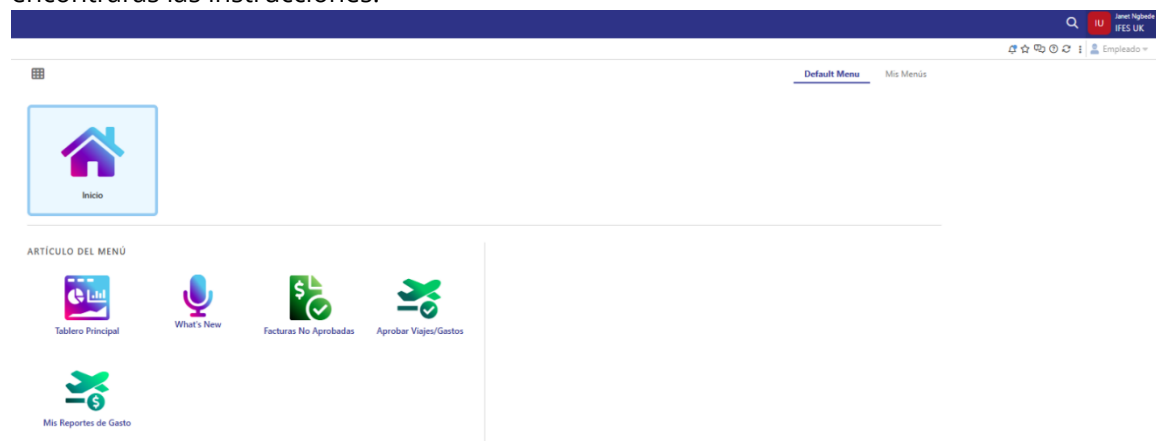 encontrarás las instrucciones.
IU
Janet Ngbede
IFES UK
Empleado
Default Menu
Mis Menús
Inicio
ARTÍCULO DEL MENÚ
Tablero Principal
What's New
Facturas No Aprobadas
Aprobar Viajes/Gastos
Mis Reportes de Gasto